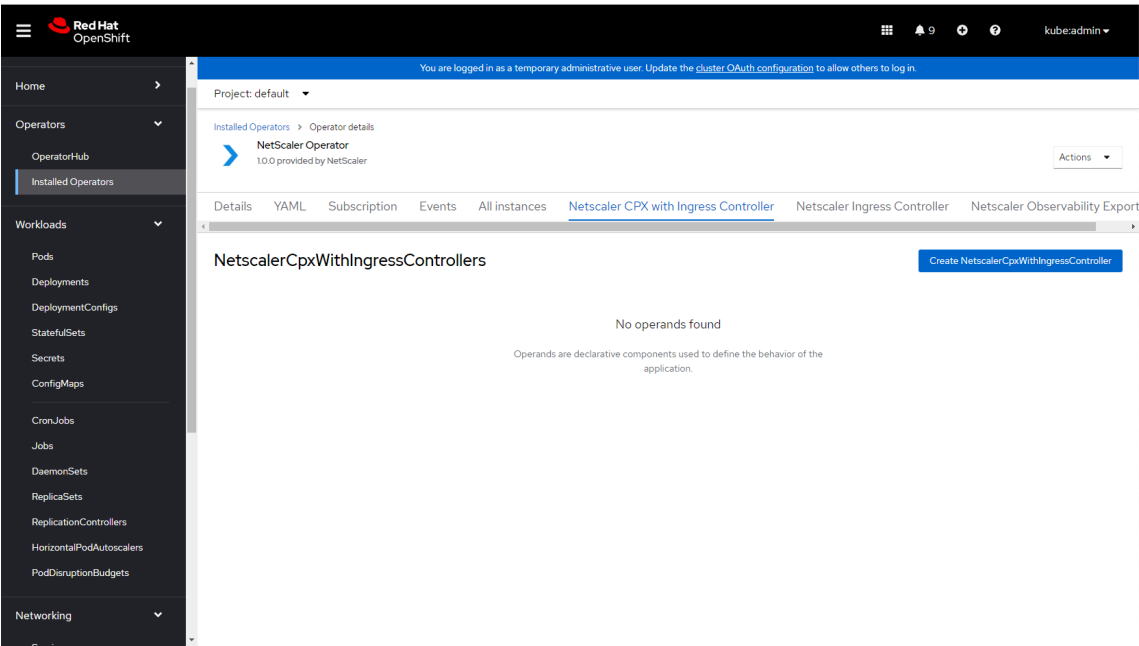 Red Hat
OpenShift
9
kube:admin
You are logged in as a temporary administrative user. Update the cluster OAuth configuration to allow others to log in.
Home
Operators
OperatorHub
Installed Operators
Workloads
Pods
Deployments
DeploymentConfigs
StatefulSets
Secrets
ConfigMaps
CronJobs
Jobs
DaemonSets
ReplicaSets
ReplicationControllers
HorizontalPodAutoscalers
PodDisruptionBudgets
Networking
Project: default
Installed Operators > Operator details
NetScaler Operator
1.0.0 provided by NetScaler
Actions
Details YAML Subscription Events All instances Netscaler CPX with Ingress Controller Netscaler Ingress Controller Netscaler Observability Export
NetscalerCpxWithIngressControllers
Create NetscalerCpxWithIngressController
No operands found
Operands are declarative components used to define the behavior of the
application.